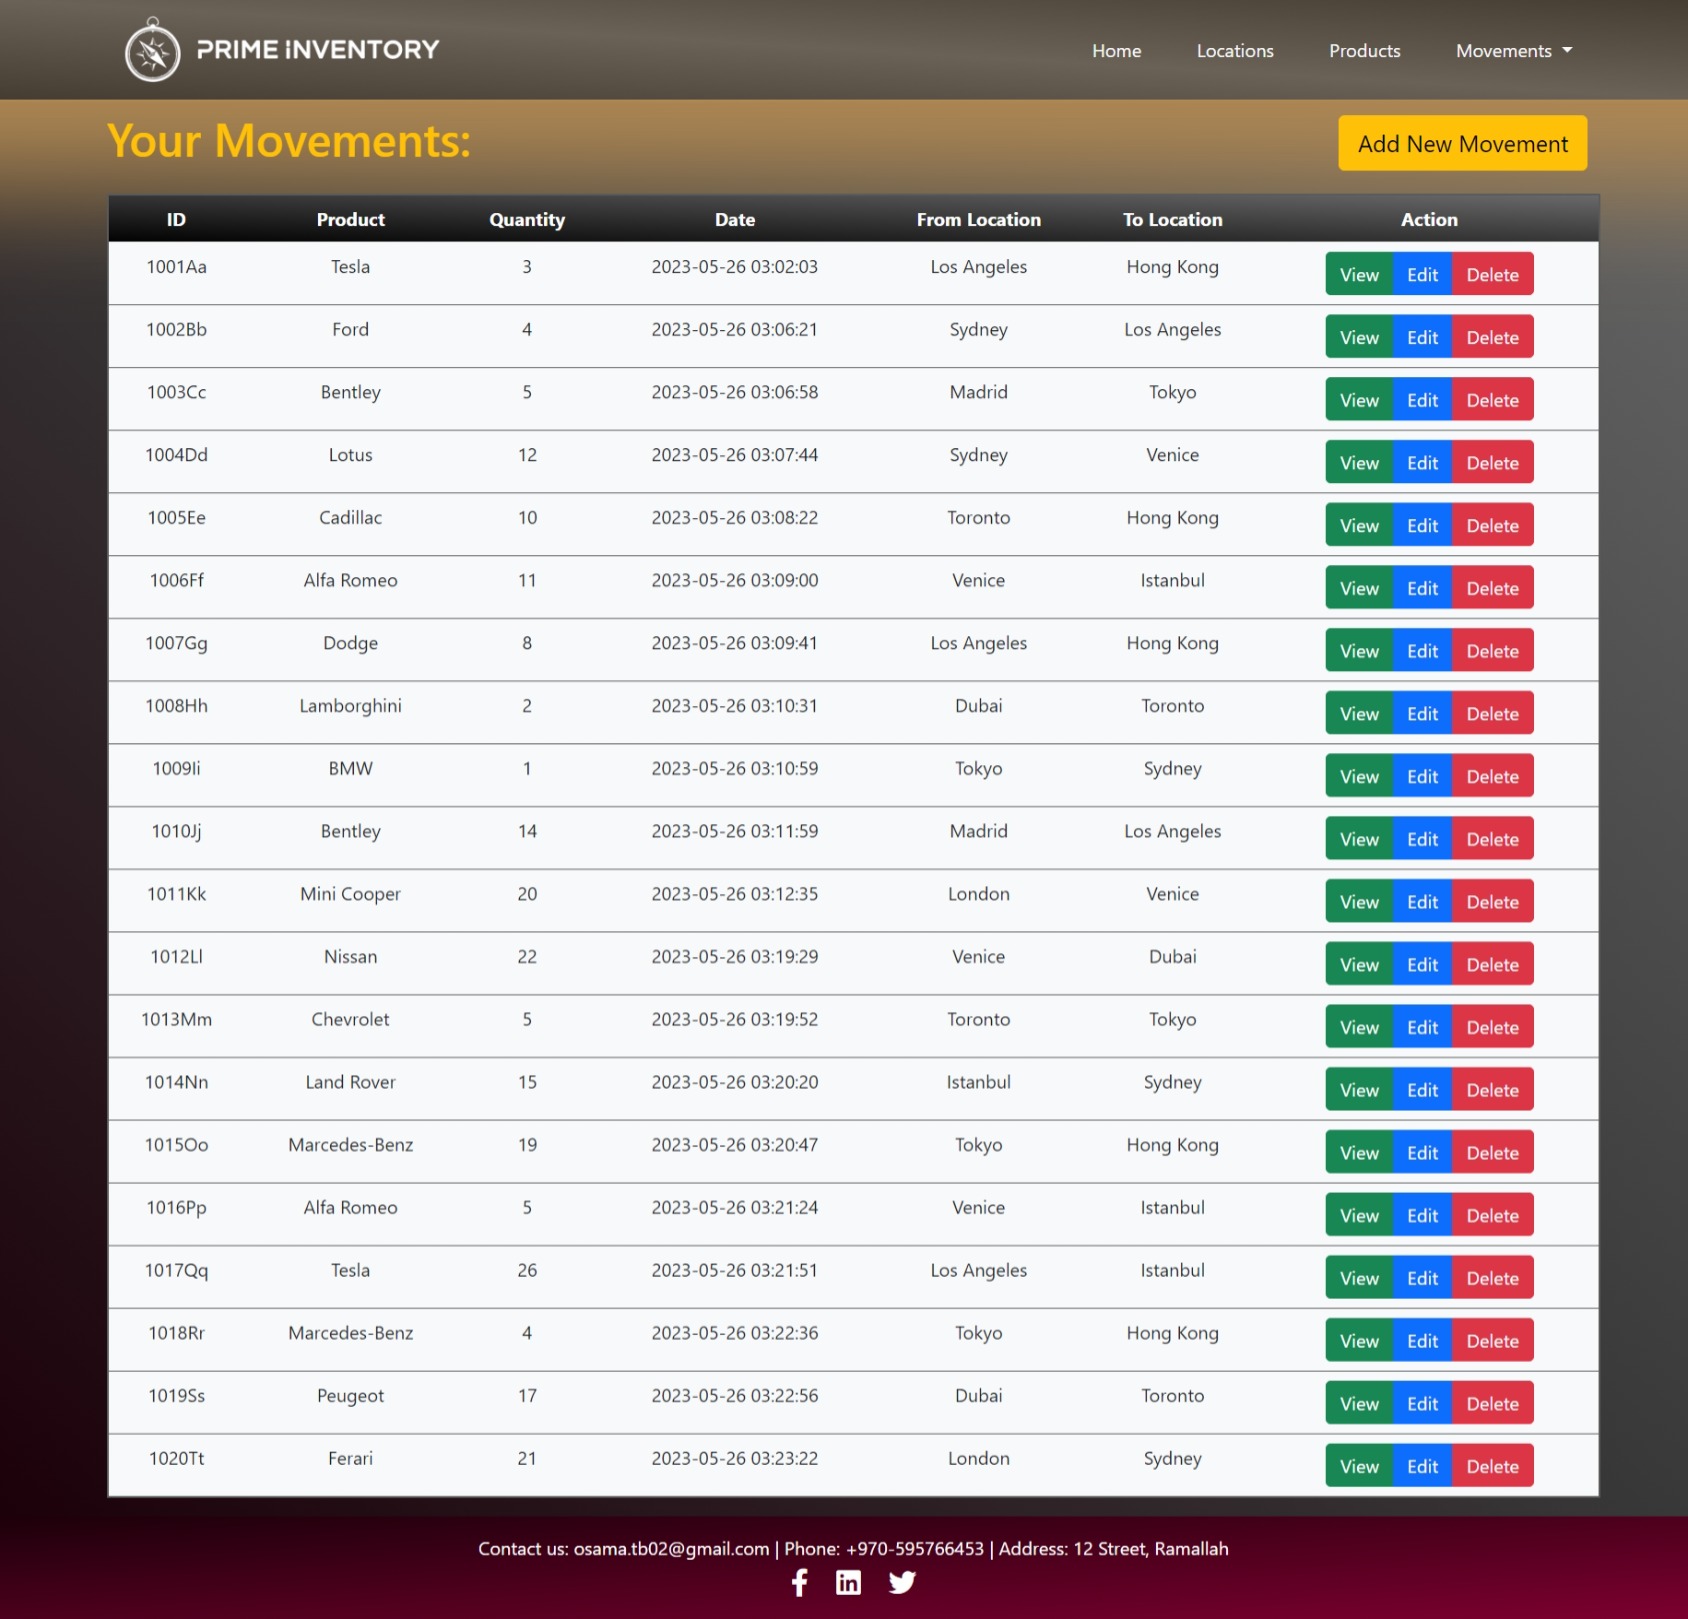 PRIME INVENTORY Home Locations Products Movements
Your Movements: Add New Movement
ID Product Quantity Date From Location To Location Action
1001Aa Tesla 3 2023-05-26 03:02:03 Los Angeles Hong Kong View Edit Delete
1002Bb Ford 4 2023-05-26 03:06:21 Sydney Los Angeles View Edit Delete
1003Cc Bentley 5 2023-05-26 03:06:58 Madrid Tokyo View Edit Delete
1004Dd Lotus 12 2023-05-26 03:07:44 Sydney Venice View Edit Delete
1005Ee Cadillac 10 2023-05-26 03:08:22 Toronto Hong Kong View Edit Delete
1006Ff Alfa Romeo 11 2023-05-26 03:09:00 Venice Istanbul View Edit Delete
1007Gg Dodge 8 2023-05-26 03:09:41 Los Angeles Hong Kong View Edit Delete
1008Hh Lamborghini 2 2023-05-26 03:10:31 Dubai Toronto View Edit Delete
1009Ii BMW 1 2023-05-26 03:10:59 Tokyo Sydney View Edit Delete
1010Jj Bentley 14 2023-05-26 03:11:59 Madrid Los Angeles View Edit Delete
1011Kk Mini Cooper 20 2023-05-26 03:12:35 London Venice View Edit Delete
1012Ll Nissan 22 2023-05-26 03:19:29 Venice Dubai View Edit Delete
1013Mm Chevrolet 5 2023-05-26 03:19:52 Toronto Tokyo View Edit Delete
1014Nn Land Rover 15 2023-05-26 03:20:20 Istanbul Sydney View Edit Delete
1015Oo Marcedes-Benz 19 2023-05-26 03:20:47 Tokyo Hong Kong View Edit Delete
1016Pp Alfa Romeo 5 2023-05-26 03:21:24 Venice Istanbul View Edit Delete
1017Qq Tesla 26 2023-05-26 03:21:51 Los Angeles Istanbul View Edit Delete
1018Rr Marcedes-Benz 4 2023-05-26 03:22:36 Tokyo Hong Kong View Edit Delete
1019Ss Peugeot 17 2023-05-26 03:22:56 Dubai Toronto View Edit Delete
1020Tt Ferari 21 2023-05-26 03:23:22 London Sydney View Edit Delete
Contact us: osama.tb02@gmail.com | Phone: +970-595766453 | Address: 12 Street, Ramallah